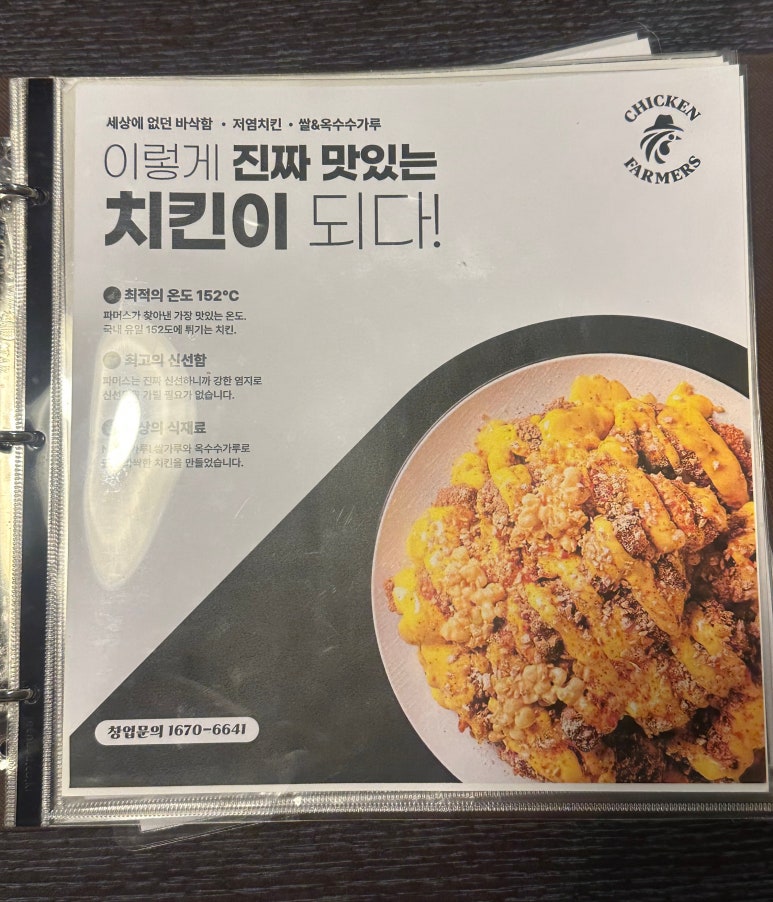 세상에 없던 바삭함 • 저염치킨 • 쌀&옥수수가루
CHICKEN
FARMERS
이렇게 진짜 맛있는
치킨이 되다!
최적의 온도 152°C
파머스가 찾아낸 가장 맛있는 온도.
국내 유일 152도에 튀기는 치킨.
최고의 신선함
파머스는 진짜 신선하니까 강한 염지로
가릴 필요가 없습니다.
식재료
쌀가루와 옥수수가루로
치킨을 만들었습니다.
창업문의 1670-6641